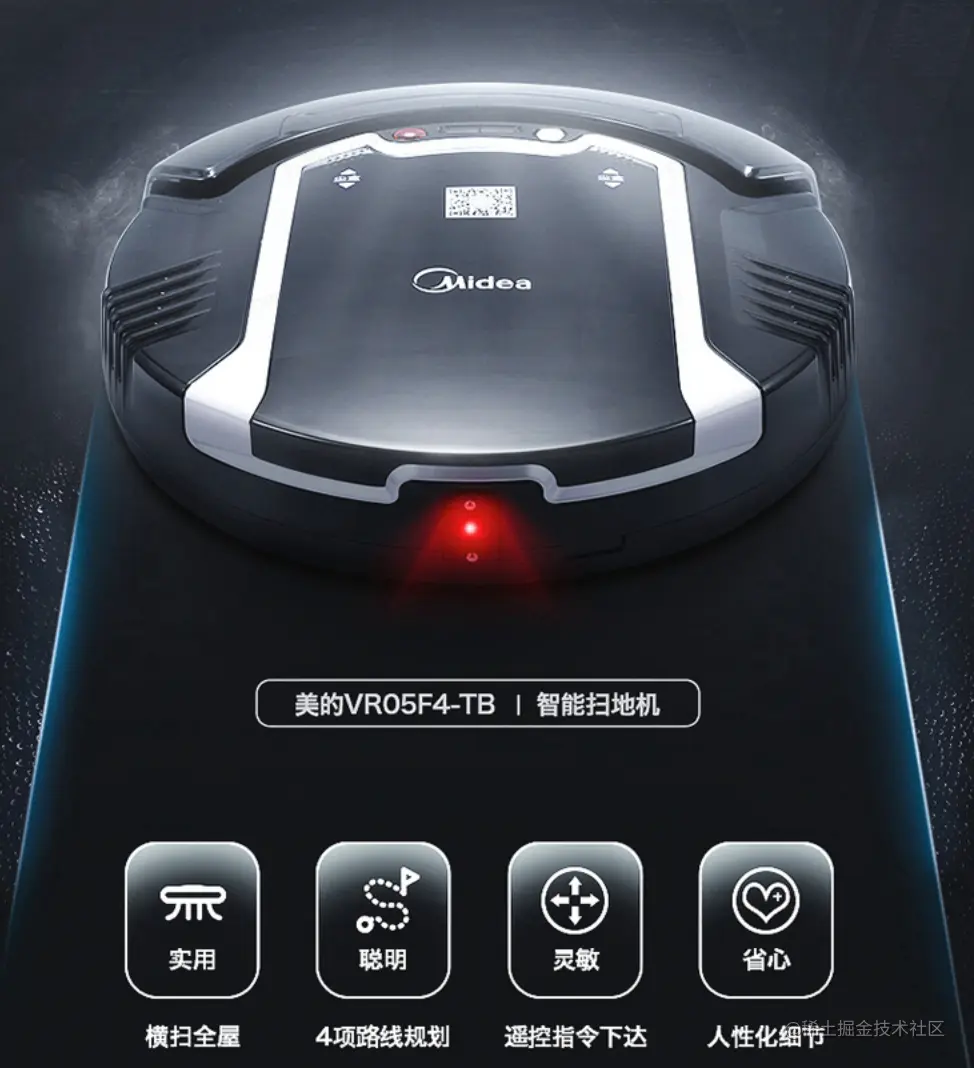 Midea
美的VR05F4-TB | 智能扫地机
实用
聪明
灵敏
省心
横扫全屋
4项路线规划
遥控指令下达
人性化细节
@稀土掘金技术社区